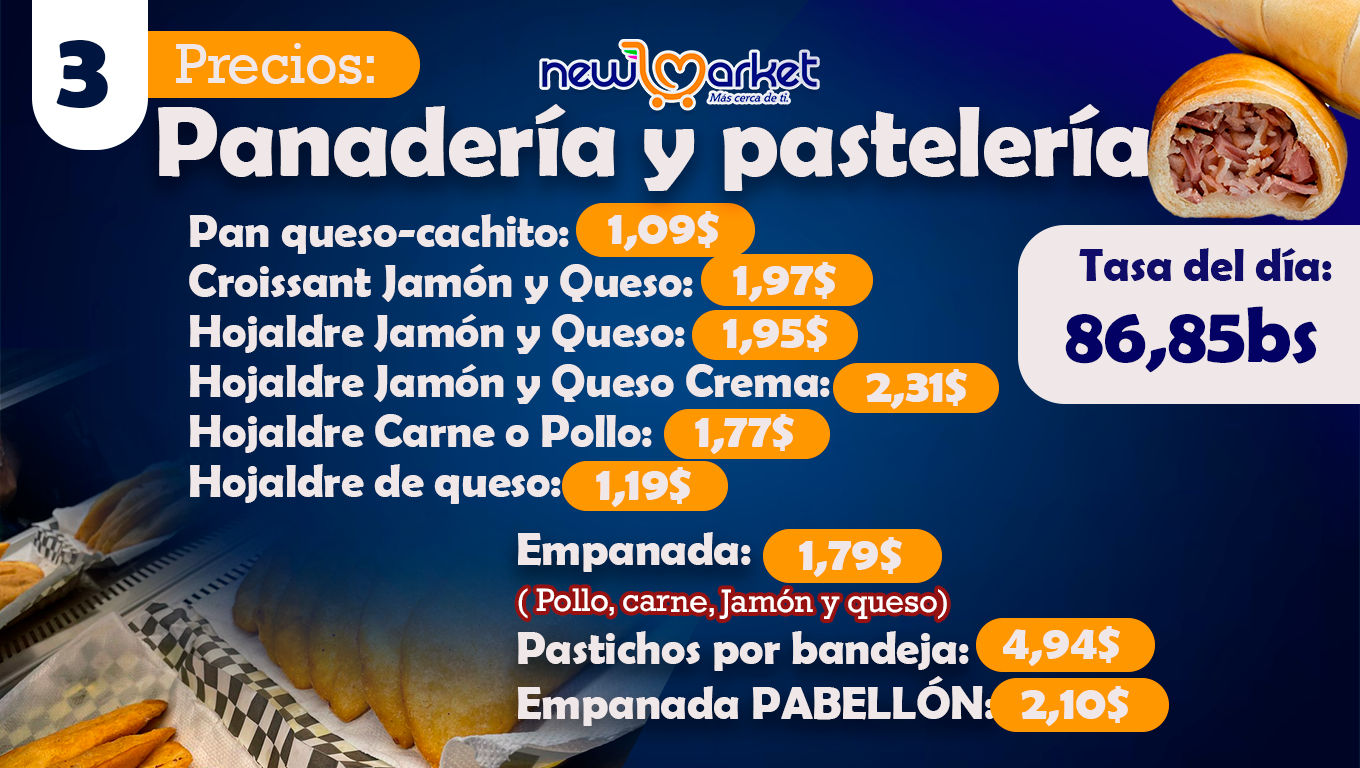 3
Precios:
new market
Más cerca de ti.
Panadería y pastelería
Pan queso-cachito: 1,09$
Croissant Jamón y Queso: 1,97$
Hojaldre Jamón y Queso: 1,95$
Hojaldre Jamón y Queso Crema: 2,31$
Hojaldre Carne o Pollo: 1,77$
Hojaldre de queso: 1,19$
Tasa del día:
86,85bs
Empanada: 1,79$
( Pollo, carne, Jamón y queso)
Pastichos por bandeja: 4,94$
Empanada PABELLÓN: 2,10$